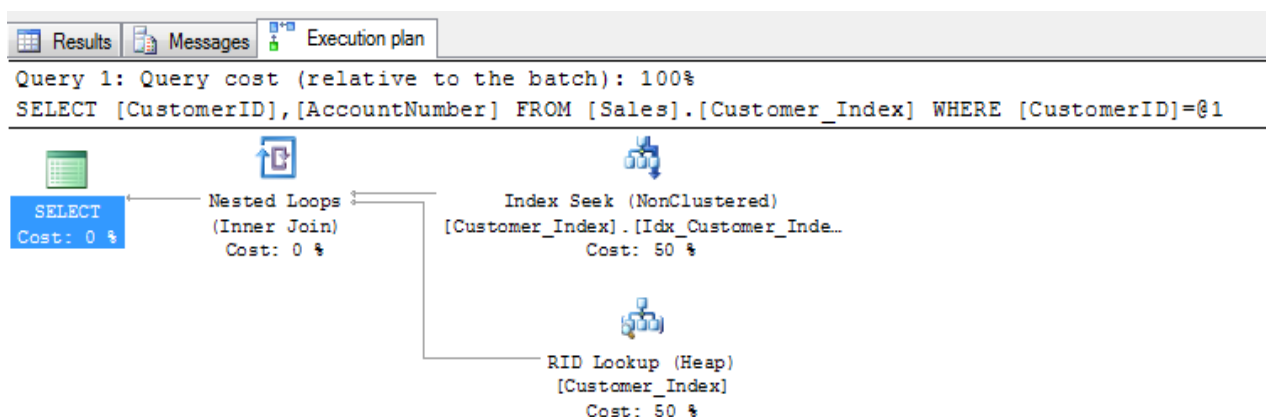 Results Messages Execution plan
Query 1: Query cost (relative to the batch): 100%
SELECT [CustomerID],[AccountNumber] FROM [Sales].[Customer_Index] WHERE [CustomerID]=@1
SELECT
Cost: 0 %
Nested Loops
(Inner Join)
Cost: 0 %
Index Seek (NonClustered)
[Customer_Index].[Idx_Customer_Inde…
Cost: 50 %
RID Lookup (Heap)
[Customer_Index]
Cost: 50 %